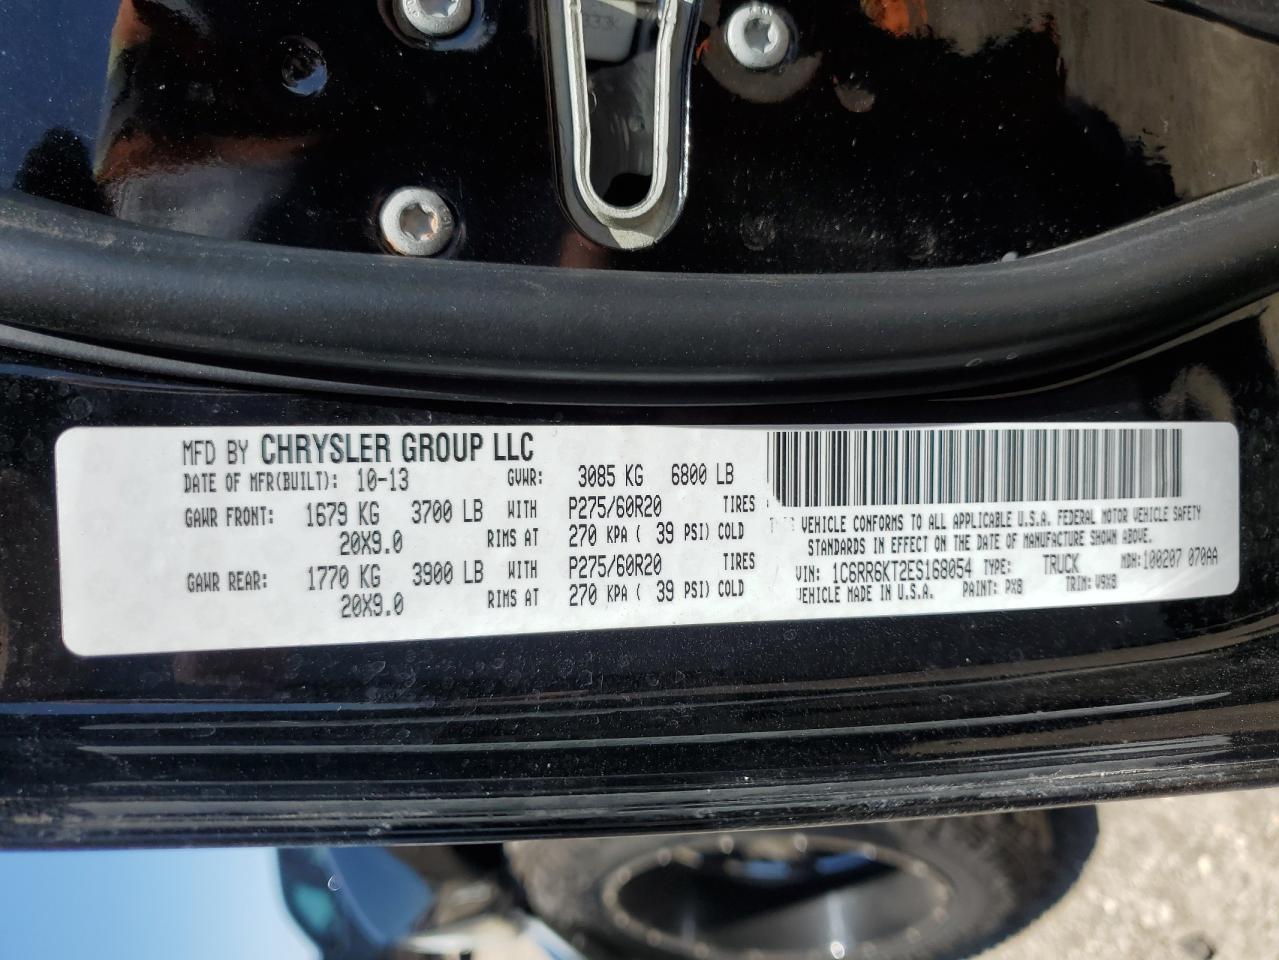 MFD BY CHRYSLER GROUP LLC
DATE OF MFR(BUILT): 10-13 GVWR: 3085 KG 6800 LB
GAWR FRONT: 1679 KG 3700 LB WITH P275/60R20 TIRES
20X9.0 RIMS AT 270 KPA ( 39 PSI) COLD
GAWR REAR: 1770 KG 3900 LB WITH P275/60R20 TIRES
20X9.0 RIMS AT 270 KPA ( 39 PSI) COLD
VEHICLE CONFORMS TO ALL APPLICABLE U.S.A. FEDERAL MOTOR VEHICLE SAFETY
STANDARDS IN EFFECT ON THE DATE OF MANUFACTURE SHOWN ABOVE.
VIN: 1C6RR6KT2ES168054 TYPE: TRUCK MDH:100207 070AA
VEHICLE MADE IN U.S.A. PAINT: PX8 TRIM: V9X8